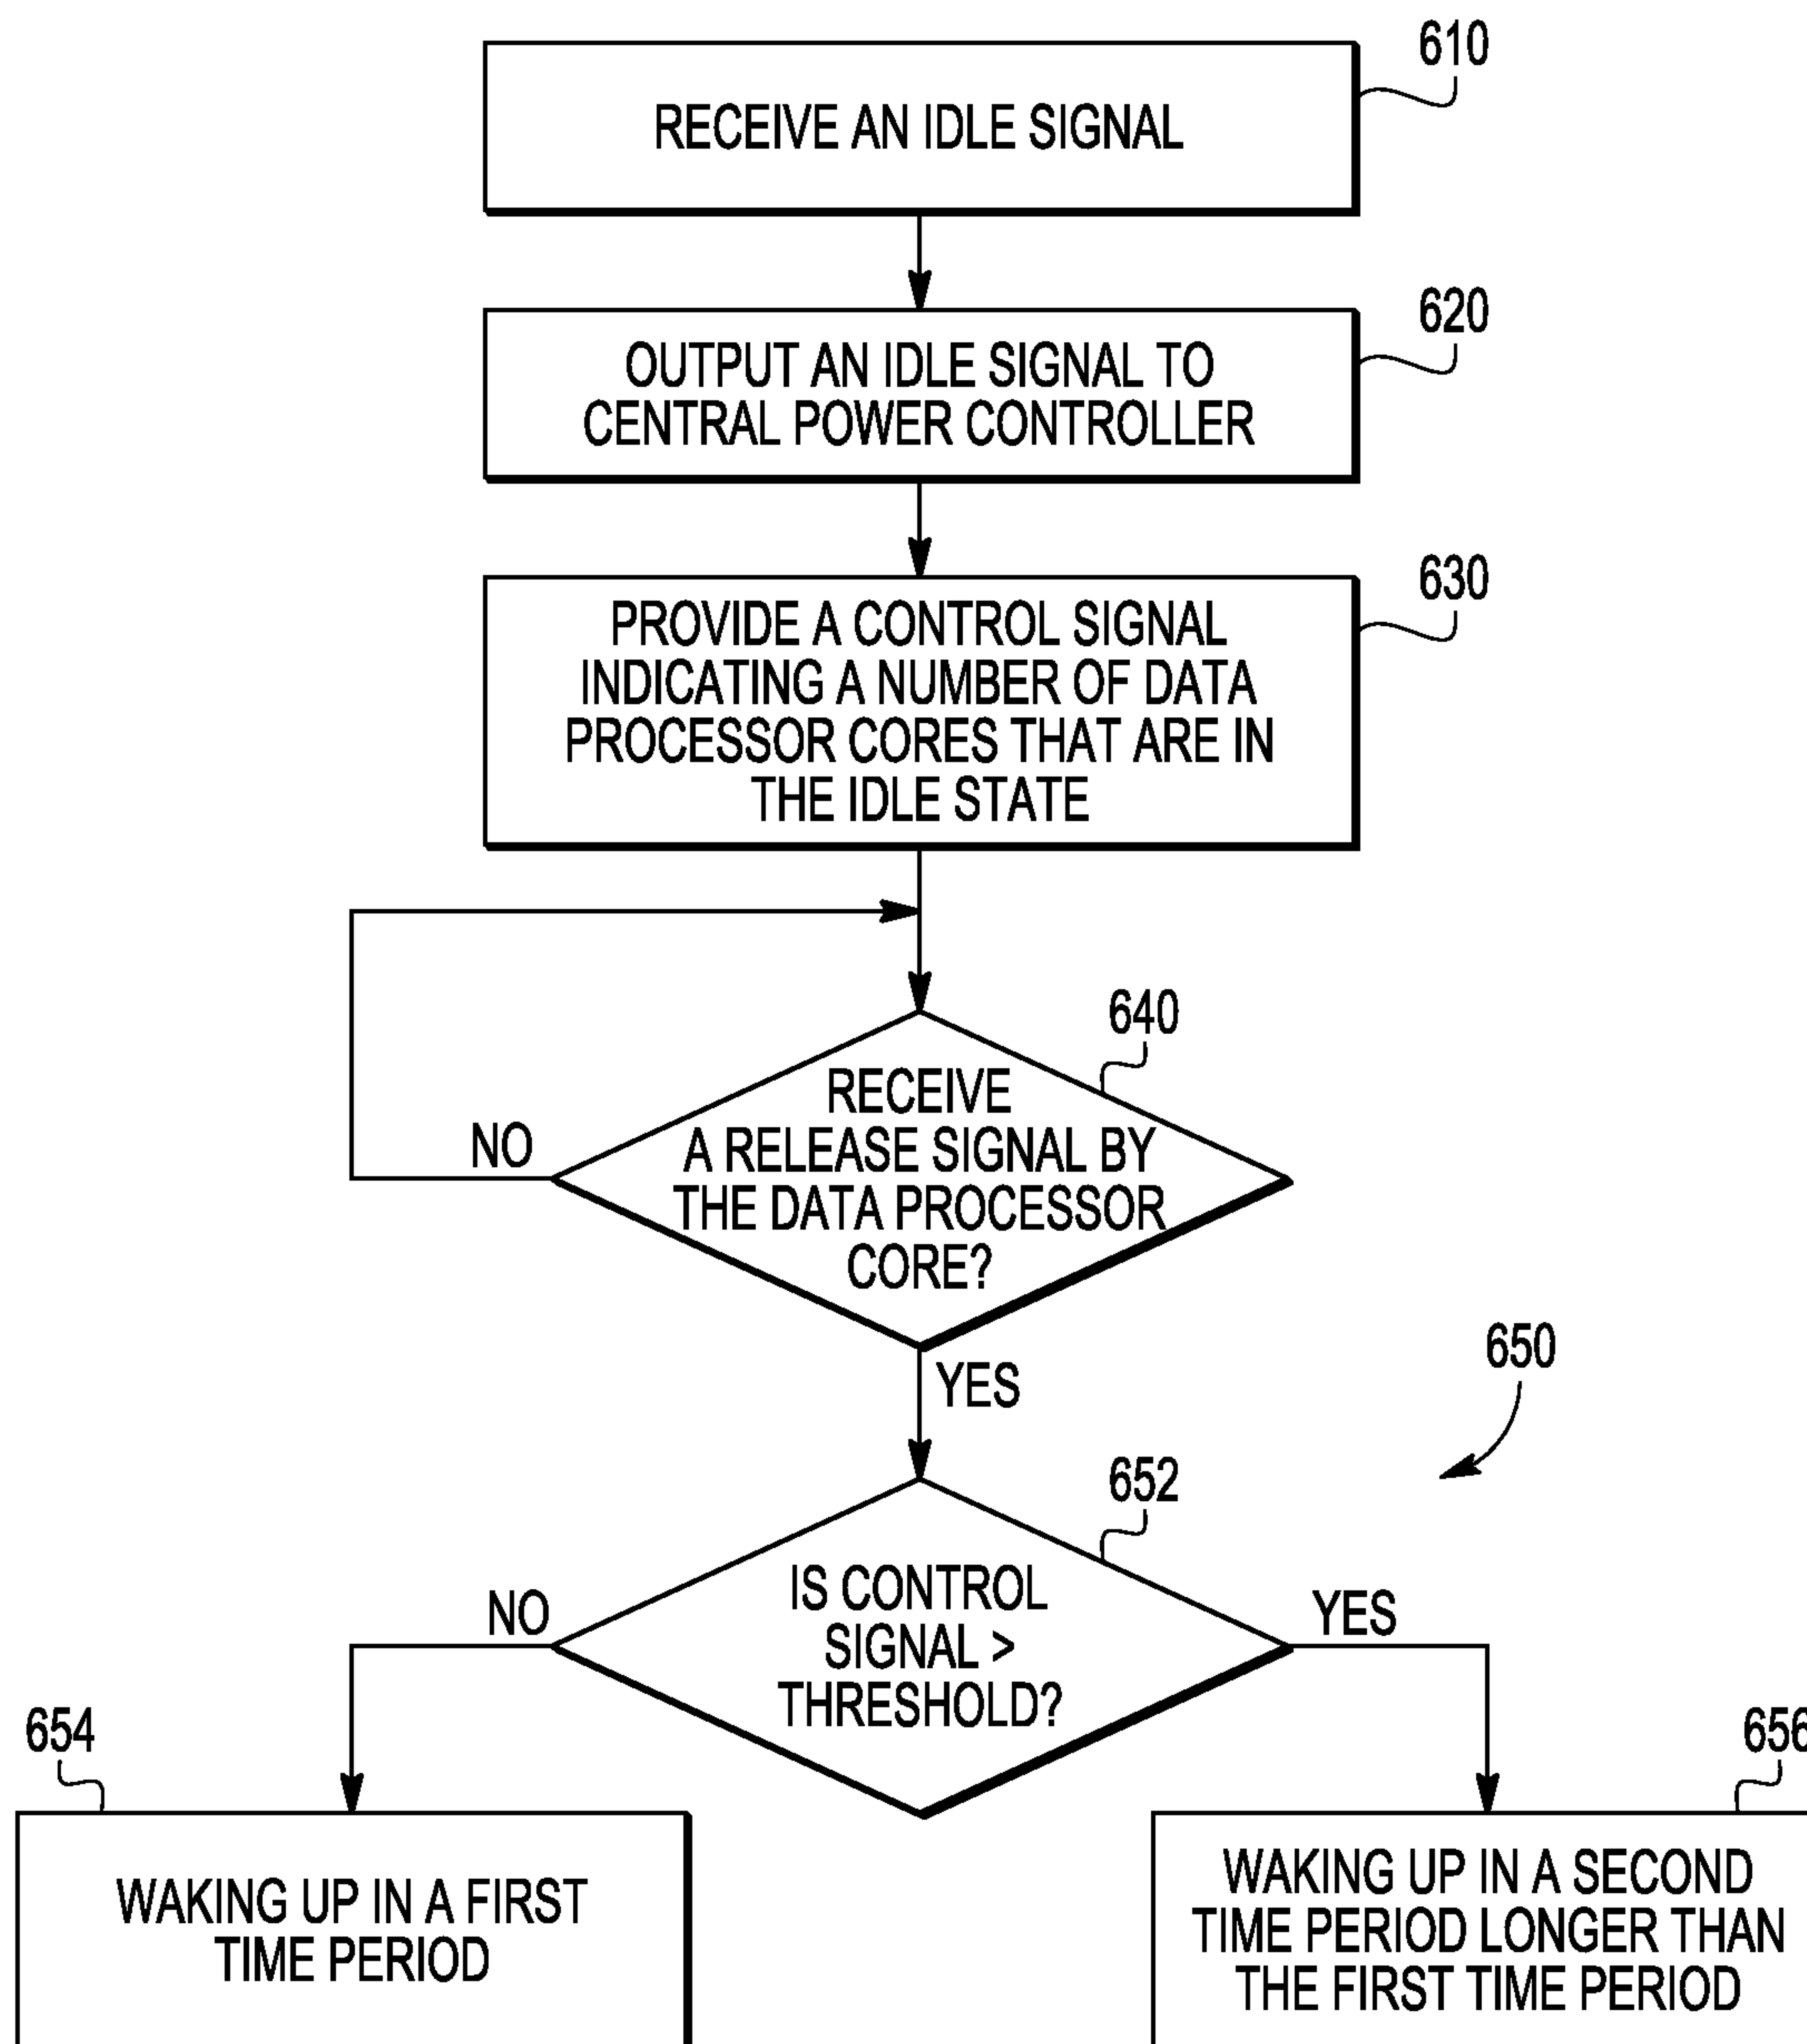 610
RECEIVE AN IDLE SIGNAL
620
OUTPUT AN IDLE SIGNAL TO
CENTRAL POWER CONTROLLER
630
PROVIDE A CONTROL SIGNAL
INDICATING A NUMBER OF DATA
PROCESSOR CORES THAT ARE IN
THE IDLE STATE
640
RECEIVE
A RELEASE SIGNAL BY
THE DATA PROCESSOR
CORE?
NO
YES
650
652
IS CONTROL
SIGNAL >
THRESHOLD?
NO
YES
654
WAKING UP IN A FIRST
TIME PERIOD
656
WAKING UP IN A SECOND
TIME PERIOD LONGER THAN
THE FIRST TIME PERIOD